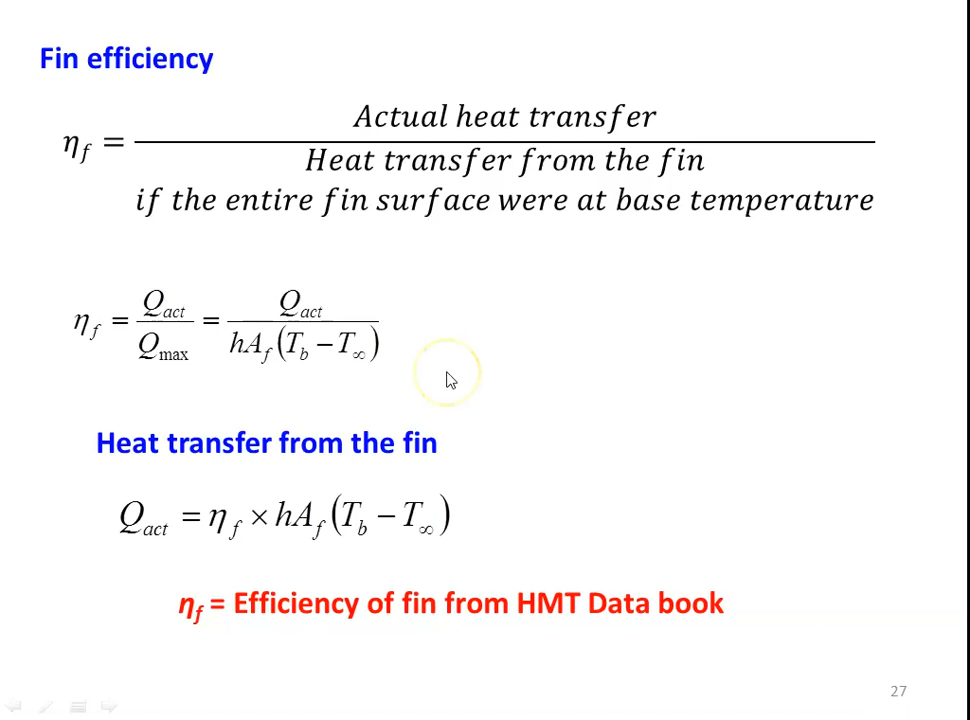 Fin efficiency
η_f = Actual heat transfer / Heat transfer from the fin
if the entire fin surface were at base temperature
η_f = Q_act / Q_max = Q_act / hA_f (T_b − T_∞)
Heat transfer from the fin
Q_act = η_f × hA_f (T_b − T_∞)
η_f = Efficiency of fin from HMT Data book
27